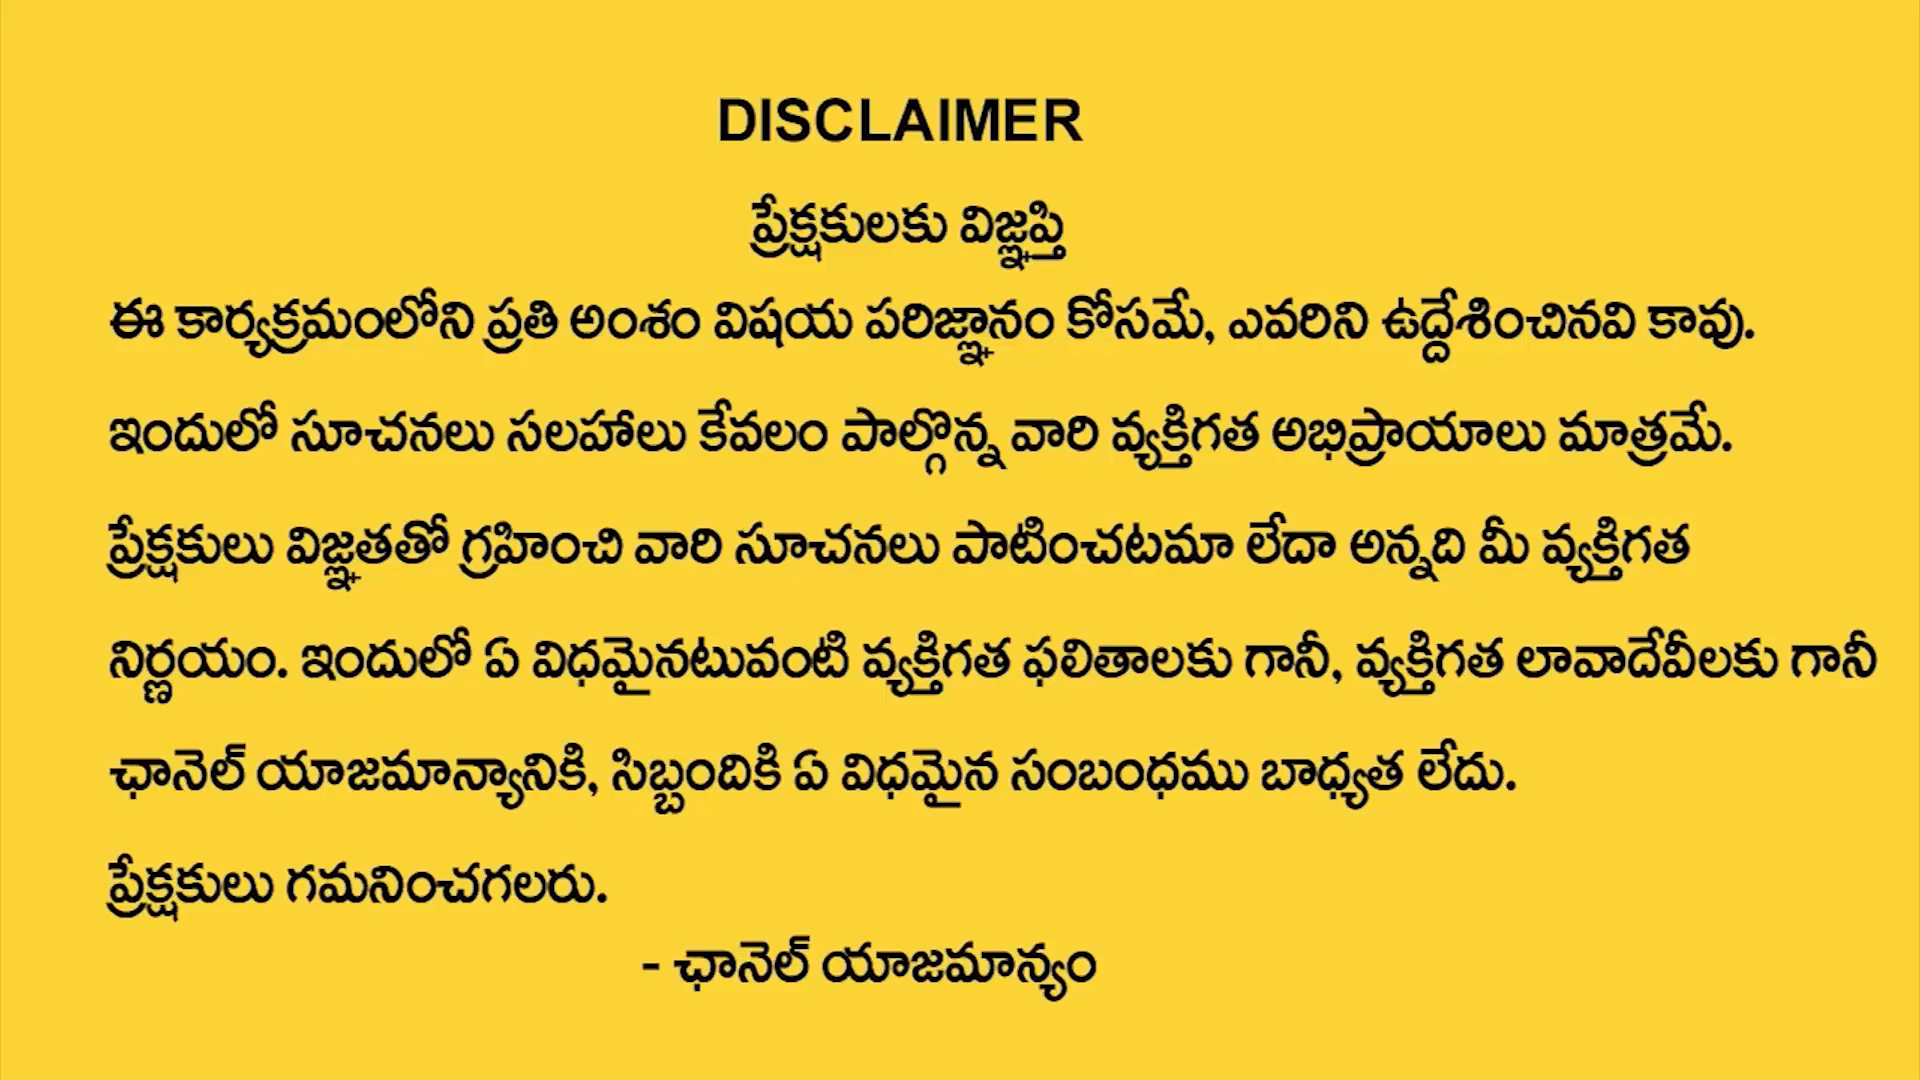 DISCLAIMER
ప్రేక్షకులకు విజ్ఞప్తి
ఈ కార్యక్రమంలోని ప్రతి అంశం విషయ పరిజ్ఞానం కోసమే, ఎవరిని ఉద్దేశించినవి కావు.
ఇందులో సూచనలు సలహాలు కేవలం పాల్గొన్న వారి వ్యక్తిగత అభిప్రాయాలు మాత్రమే.
ప్రేక్షకులు విజ్ఞతతో గ్రహించి వారి సూచనలు పాటించటమా లేదా అన్నది మీ వ్యక్తిగత
నిర్ణయం. ఇందులో ఏ విధమైనటువంటి వ్యక్తిగత ఫలితాలకు గానీ, వ్యక్తిగత లావాదేవీలకు గానీ
ఛానెల్ యాజమాన్యానికి, సిబ్బందికి ఏ విధమైన సంబంధము బాధ్యత లేదు.
ప్రేక్షకులు గమనించగలరు.
- ఛానెల్ యాజమాన్యం